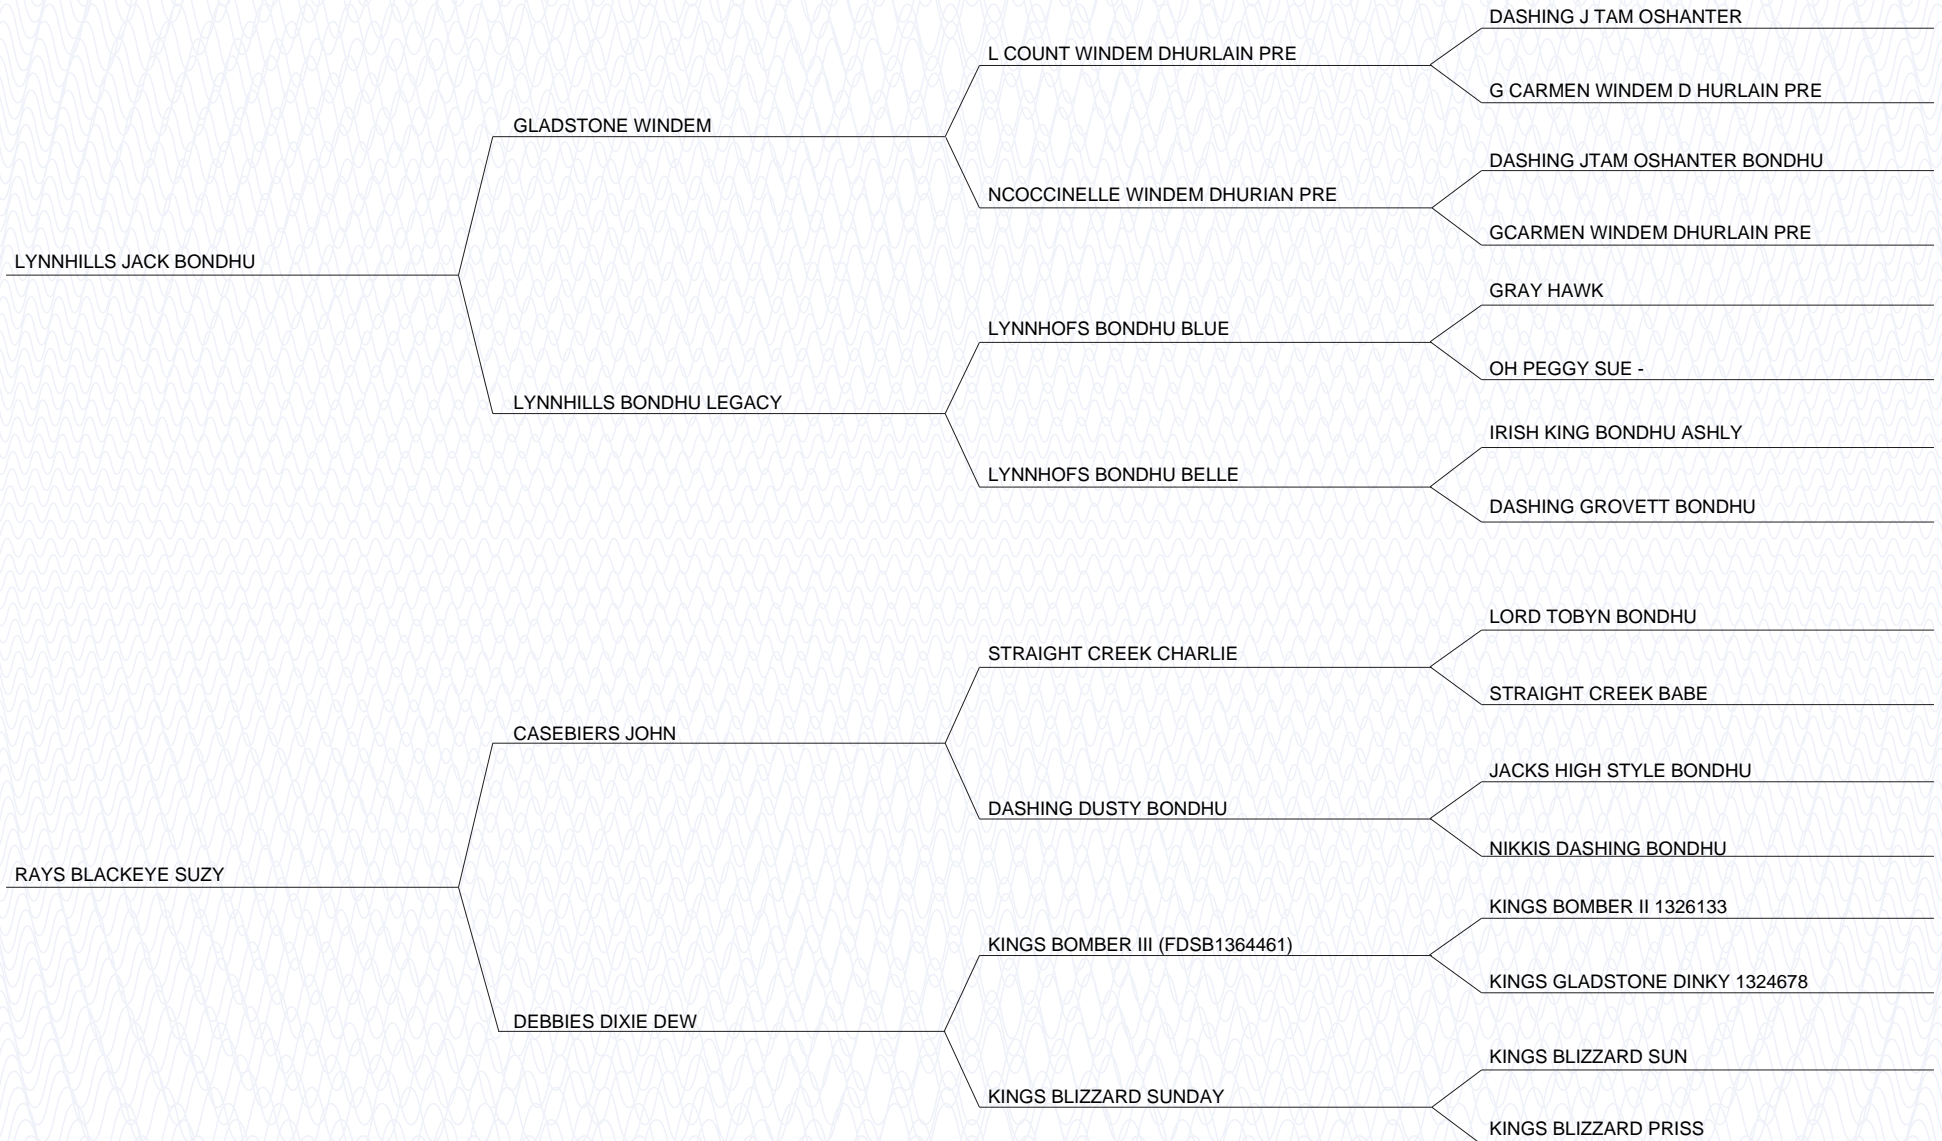 DASHING J TAM OSHANTER
L COUNT WINDEM DHURLAIN PRE
G CARMEN WINDEM D HURLAIN PRE
GLADSTONE WINDEM
DASHING JTAM OSHANTER BONDHU
NCOCCINELLE WINDEM DHURIAN PRE
GCARMEN WINDEM DHURLAIN PRE
LYNNHILLS JACK BONDHU
GRAY HAWK
LYNNHOFS BONDHU BLUE
OH PEGGY SUE -
LYNNHILLS BONDHU LEGACY
IRISH KING BONDHU ASHLY
LYNNHOFS BONDHU BELLE
DASHING GROVETT BONDHU
LORD TOBYN BONDHU
STRAIGHT CREEK CHARLIE
STRAIGHT CREEK BABE
CASEBIERS JOHN
JACKS HIGH STYLE BONDHU
DASHING DUSTY BONDHU
NIKKIS DASHING BONDHU
RAYS BLACKEYE SUZY
KINGS BOMBER II 1326133
KINGS BOMBER III (FDSB1364461)
KINGS GLADSTONE DINKY 1324678
DEBBIES DIXIE DEW
KINGS BLIZZARD SUN
KINGS BLIZZARD SUNDAY
KINGS BLIZZARD PRISS